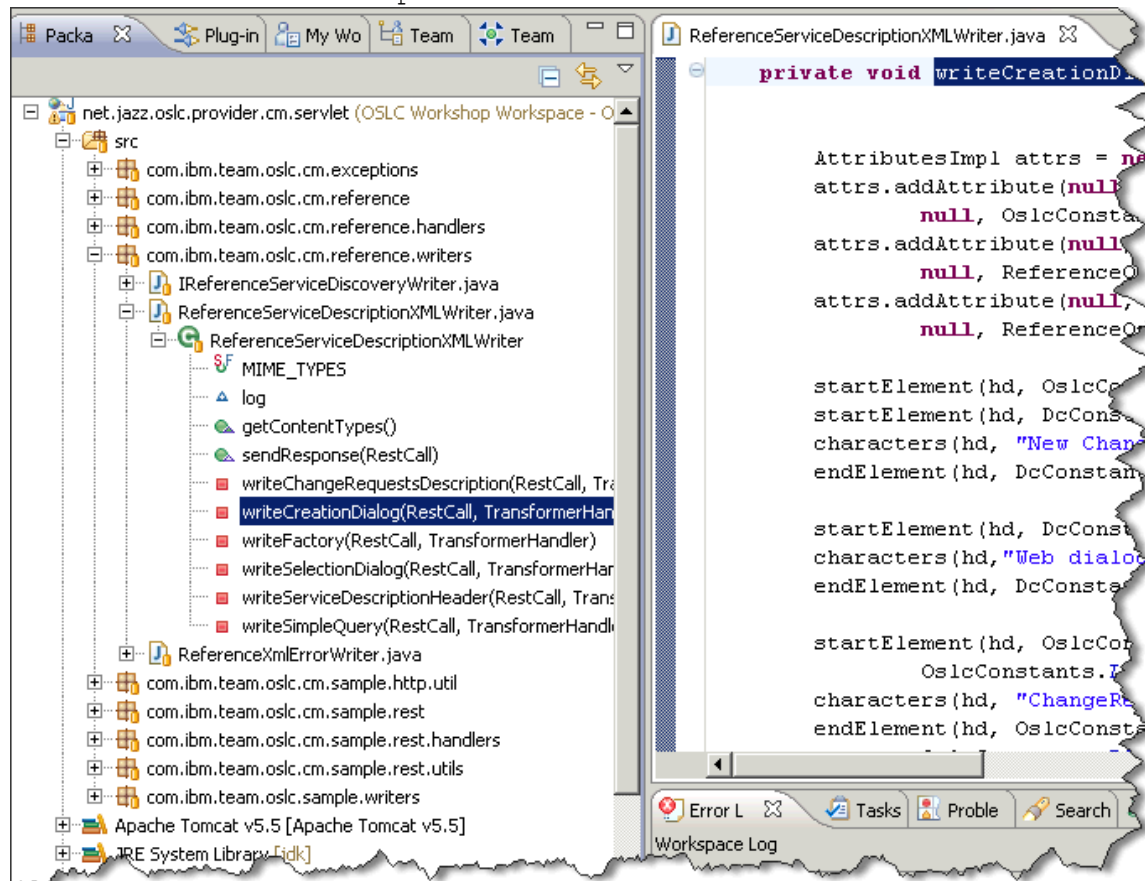 Packa Plug-in My Wo Team Team
net.jazz.oslc.provider.cm.servlet (OSLC Workshop Workspace - O
src
com.ibm.team.oslc.cm.exceptions
com.ibm.team.oslc.cm.reference
com.ibm.team.oslc.cm.reference.handlers
com.ibm.team.oslc.cm.reference.writers
IReferenceServiceDiscoveryWriter.java
ReferenceServiceDescriptionXMLWriter.java
ReferenceServiceDescriptionXMLWriter
MIME_TYPES
log
getContentTypes()
sendResponse(RestCall)
writeChangeRequestsDescription(RestCall, Tra
writeCreationDialog(RestCall, TransformerHan
writeFactory(RestCall, TransformerHandler)
writeSelectionDialog(RestCall, TransformerHar
writeServiceDescriptionHeader(RestCall, Trans
writeSimpleQuery(RestCall, TransformerHandle
ReferenceXmlErrorWriter.java
com.ibm.team.oslc.cm.sample.http.util
com.ibm.team.oslc.cm.sample.rest
com.ibm.team.oslc.cm.sample.rest.handlers
com.ibm.team.oslc.cm.sample.rest.utils
com.ibm.team.oslc.sample.writers
Apache Tomcat v5.5 [Apache Tomcat v5.5]
JRE System Library [jdk]
ReferenceServiceDescriptionXMLWriter.java
private void writeCreationDi
AttributesImpl attrs = ne
attrs.addAttribute(null
null, OslcConsta
attrs.addAttribute(null
null, ReferenceO
attrs.addAttribute(null,
null, ReferenceOs
startElement(hd, OslcCo
startElement(hd, DcCons
characters(hd, "New Chan
endElement(hd, DcConstan
startElement(hd, DcConst
characters(hd,"Web dialog
endElement(hd, DcConsta
startElement(hd, OslcCon
OslcConstants.I
characters(hd, "ChangeRe
endElement(hd, OslcConsta
Error L Tasks Proble Search
Workspace Log